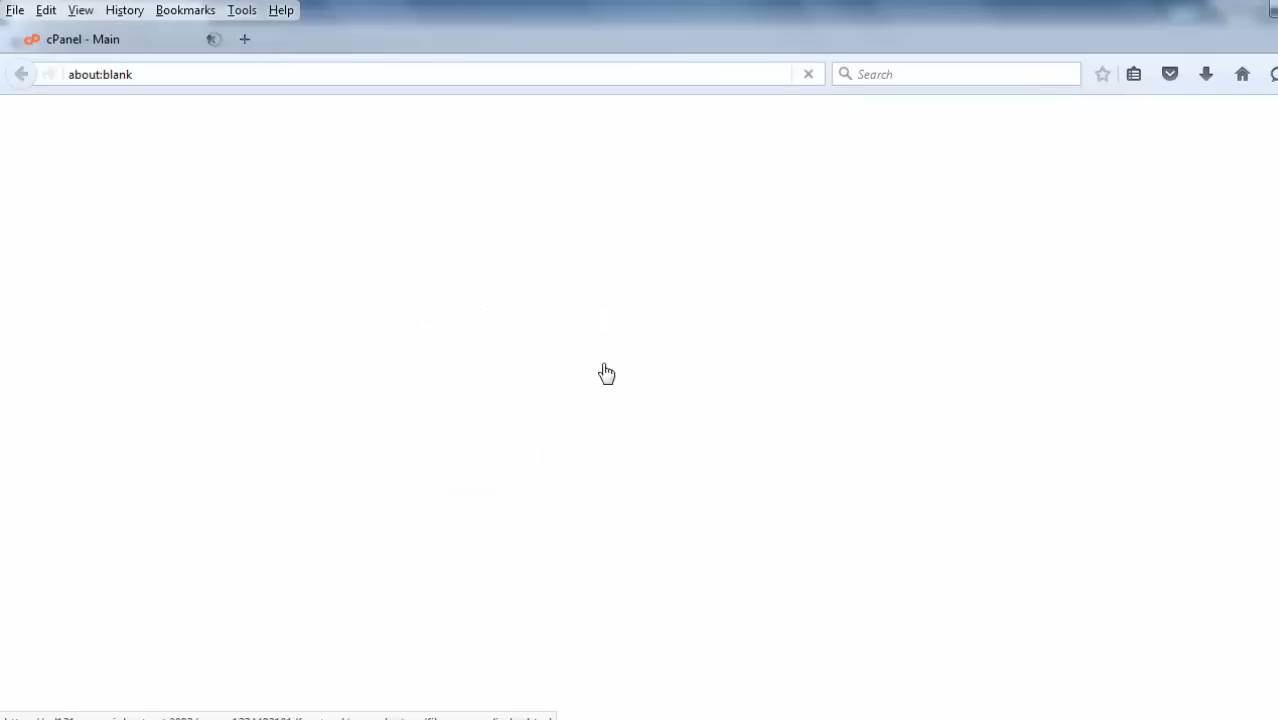 File Edit View History Bookmarks Tools Help
cPanel - Main
about:blank
Search